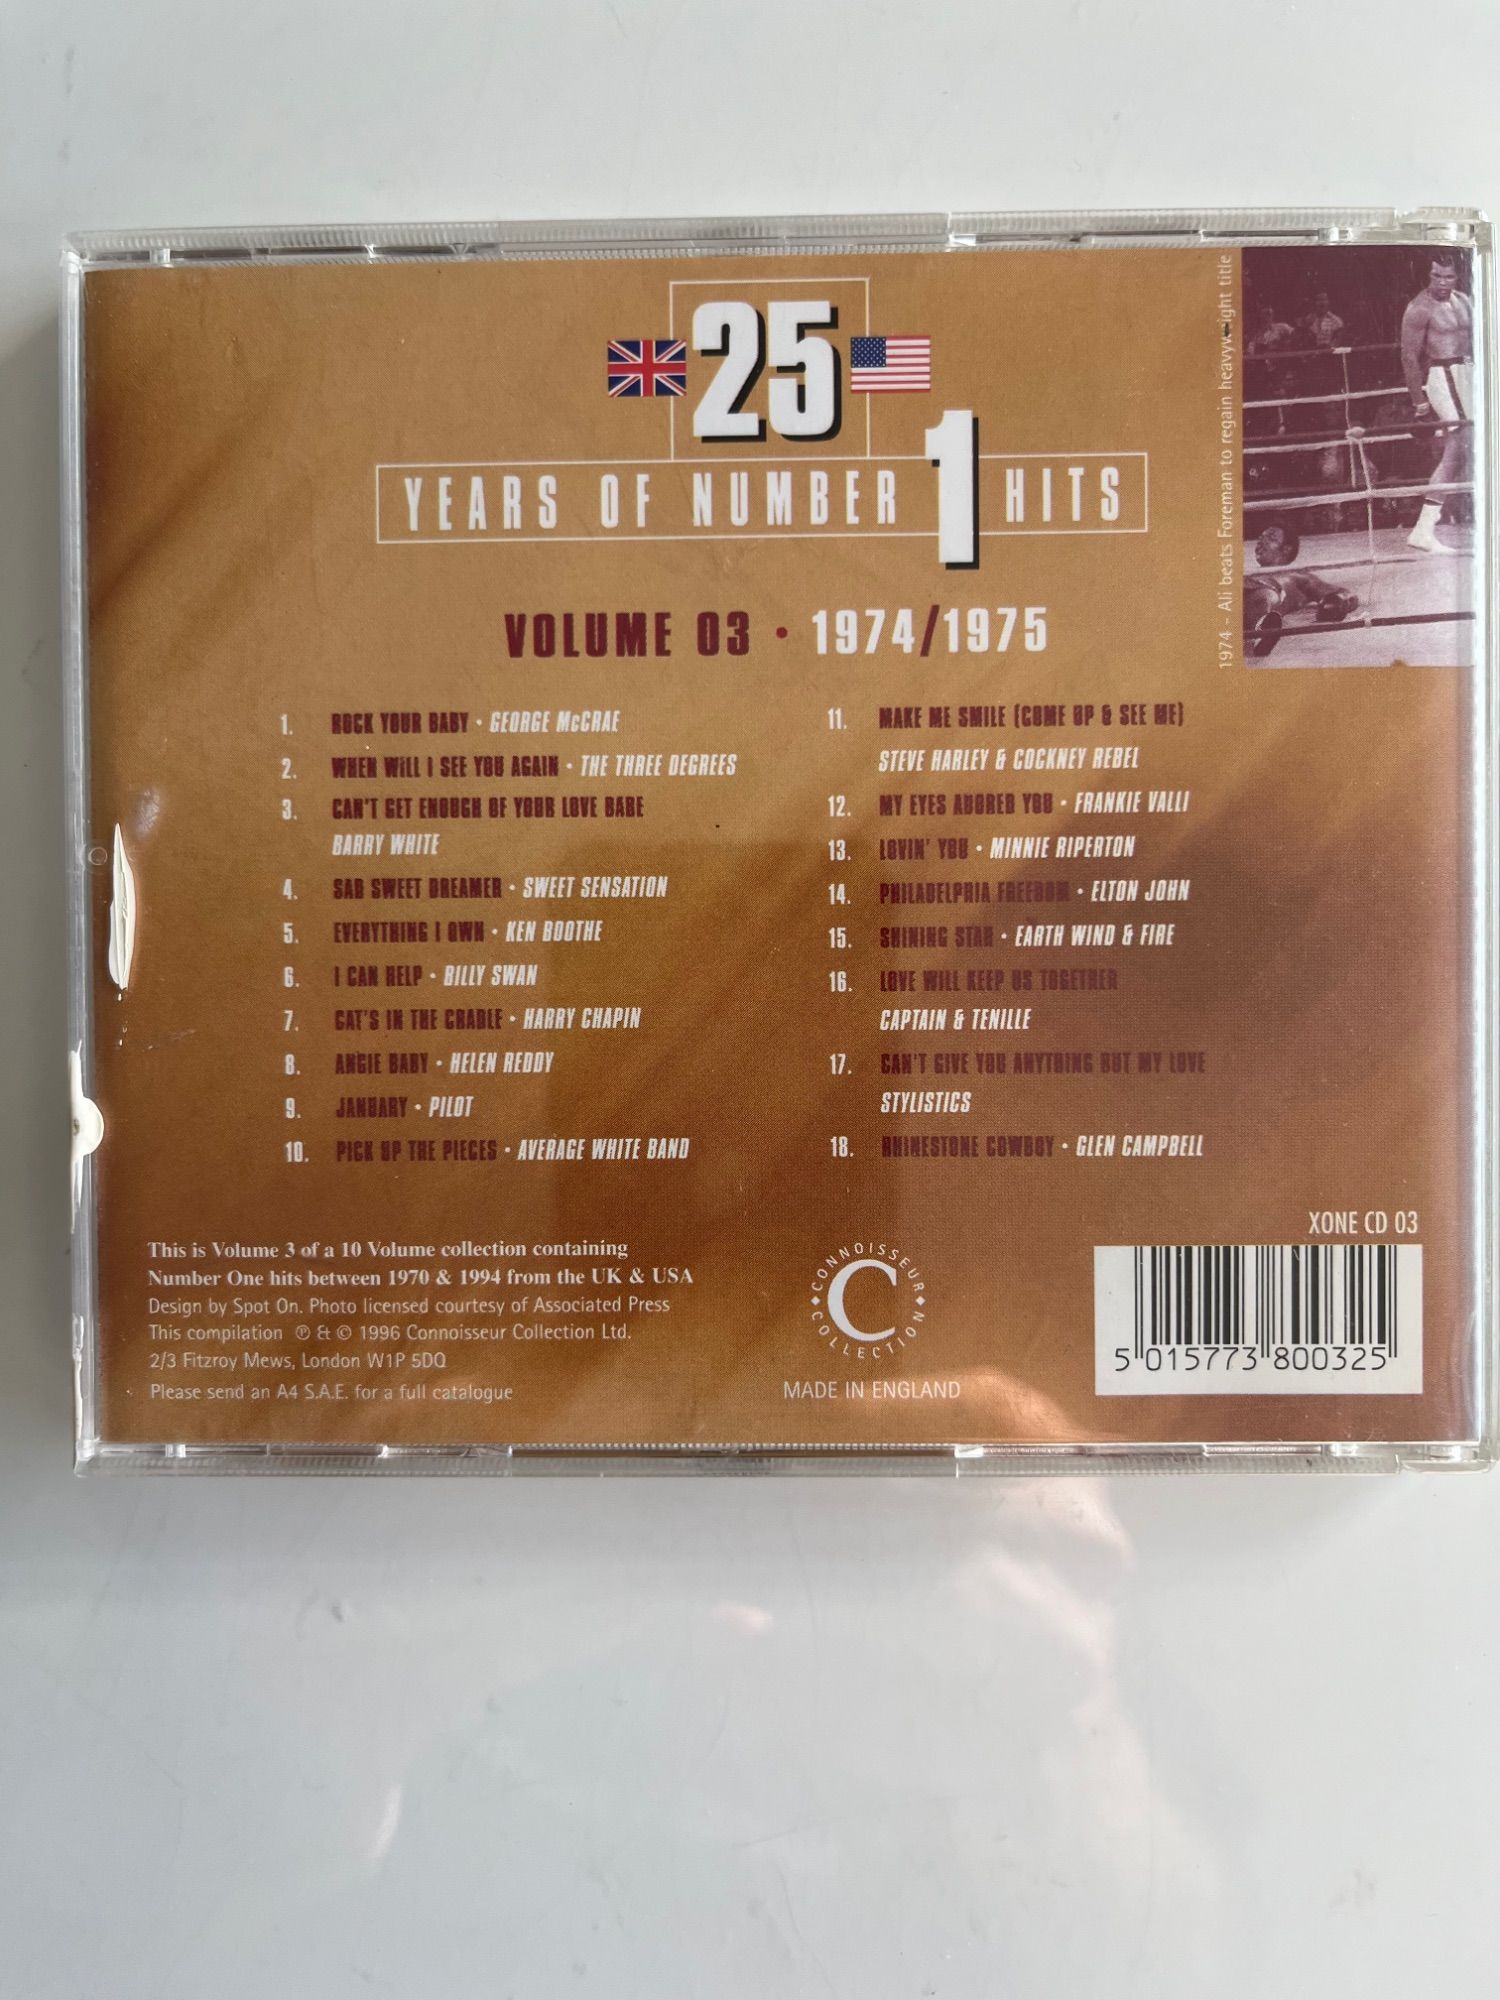 25
YEARS OF NUMBER 1 HITS
VOLUME 03 • 1974/1975
1974 - Ali beats Foreman to regain heavyweight title
1. ROCK YOUR BABY • GEORGE McCRAE
2. WHEN WILL I SEE YOU AGAIN • THE THREE DEGREES
3. CAN'T GET ENOUGH OF YOUR LOVE BABE
BARRY WHITE
4. SAD SWEET DREAMER • SWEET SENSATION
5. EVERYTHING I OWN • KEN BOOTHE
6. I CAN HELP • BILLY SWAN
7. CAT'S IN THE CRADLE • HARRY CHAPIN
8. ANGIE BABY • HELEN REDDY
9. JANUARY • PILOT
10. PICK UP THE PIECES • AVERAGE WHITE BAND
11. MAKE ME SMILE (COME UP & SEE ME)
STEVE HARLEY & COCKNEY REBEL
12. MY EYES ADORED YOU • FRANKIE VALLI
13. LOVIN' YOU • MINNIE RIPERTON
14. PHILADELPHIA FREEDOM • ELTON JOHN
15. SHINING STAR • EARTH WIND & FIRE
16. LOVE WILL KEEP US TOGETHER
CAPTAIN & TENILLE
17. CAN'T GIVE YOU ANYTHING BUT MY LOVE
STYLISTICS
18. RHINESTONE COWBOY • GLEN CAMPBELL
This is Volume 3 of a 10 Volume collection containing
Number One hits between 1970 & 1994 from the UK & USA
Design by Spot On. Photo licensed courtesy of Associated Press
This compilation ℗ & © 1996 Connoisseur Collection Ltd.
2/3 Fitzroy Mews, London W1P 5DQ
Please send an A4 S.A.E. for a full catalogue
CONNOISSEUR
C
COLLECTION
MADE IN ENGLAND
XONE CD 03
5 015773 800325